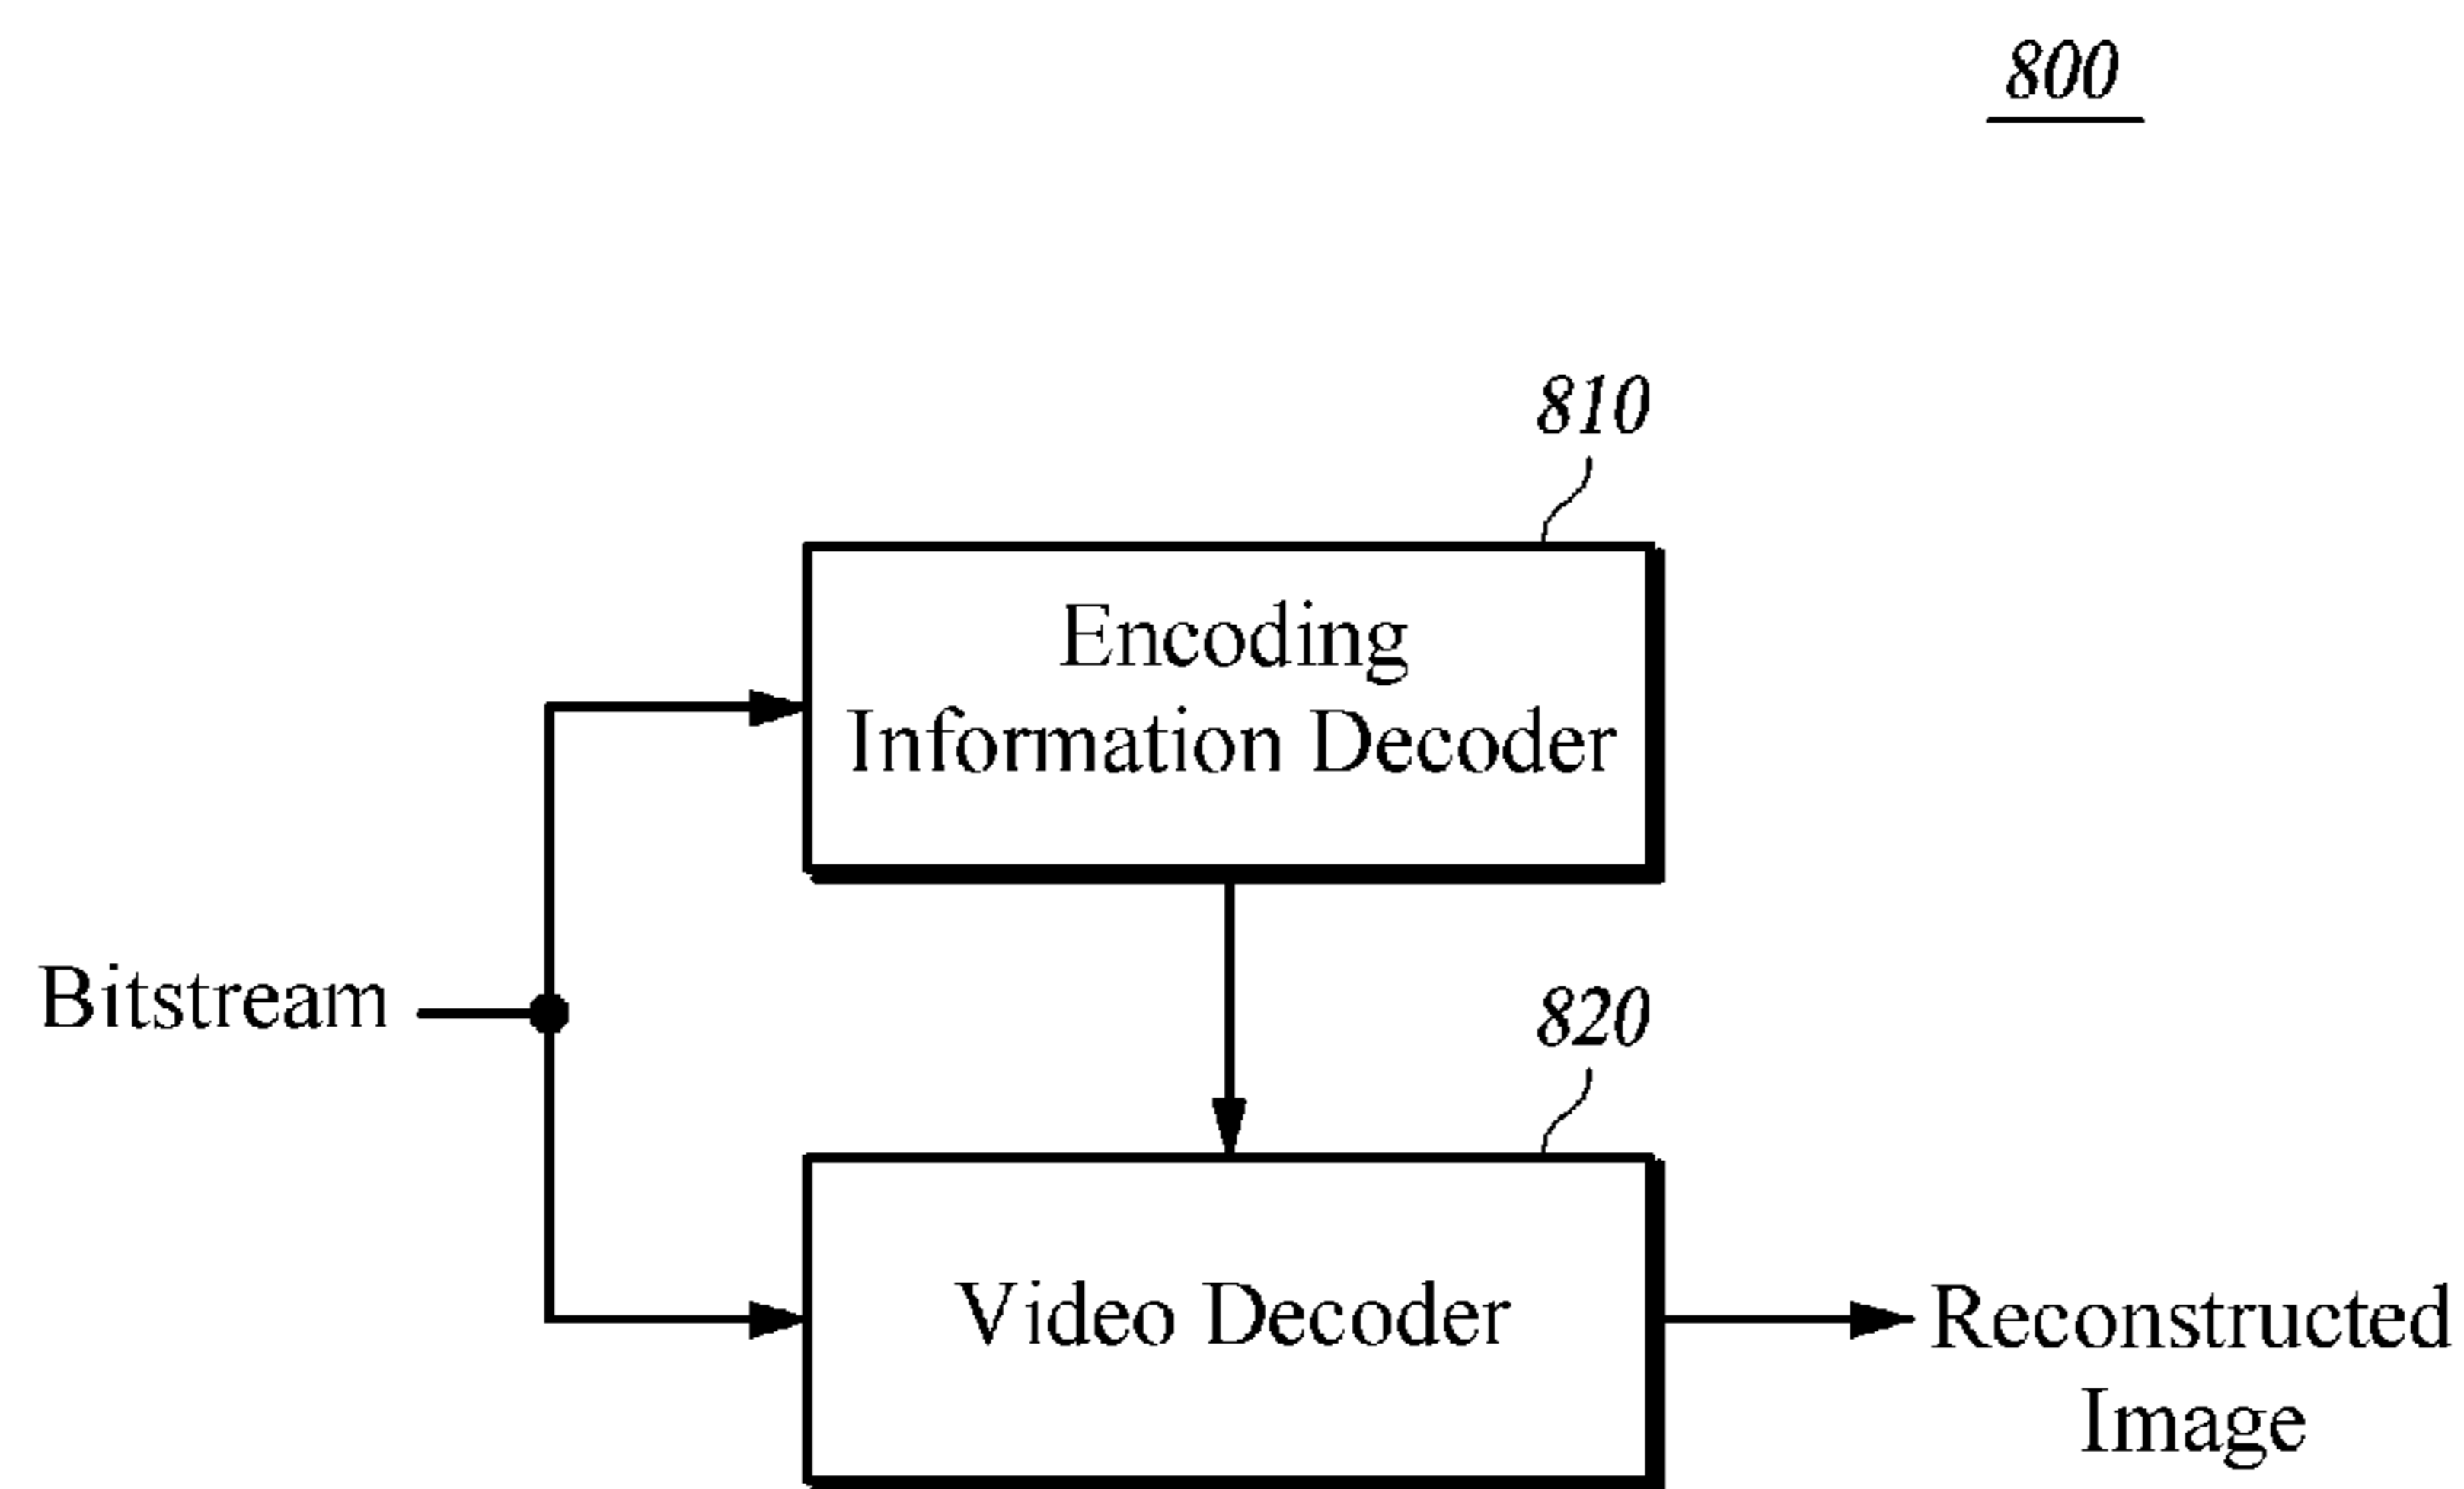 800
810
Encoding
Information Decoder
Bitstream
820
Video Decoder
Reconstructed
Image